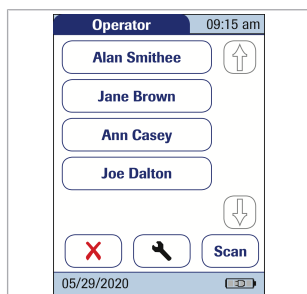 Operator 09:15 am
Alan Smithee
Jane Brown
Ann Casey
Joe Dalton
Scan
05/29/2020